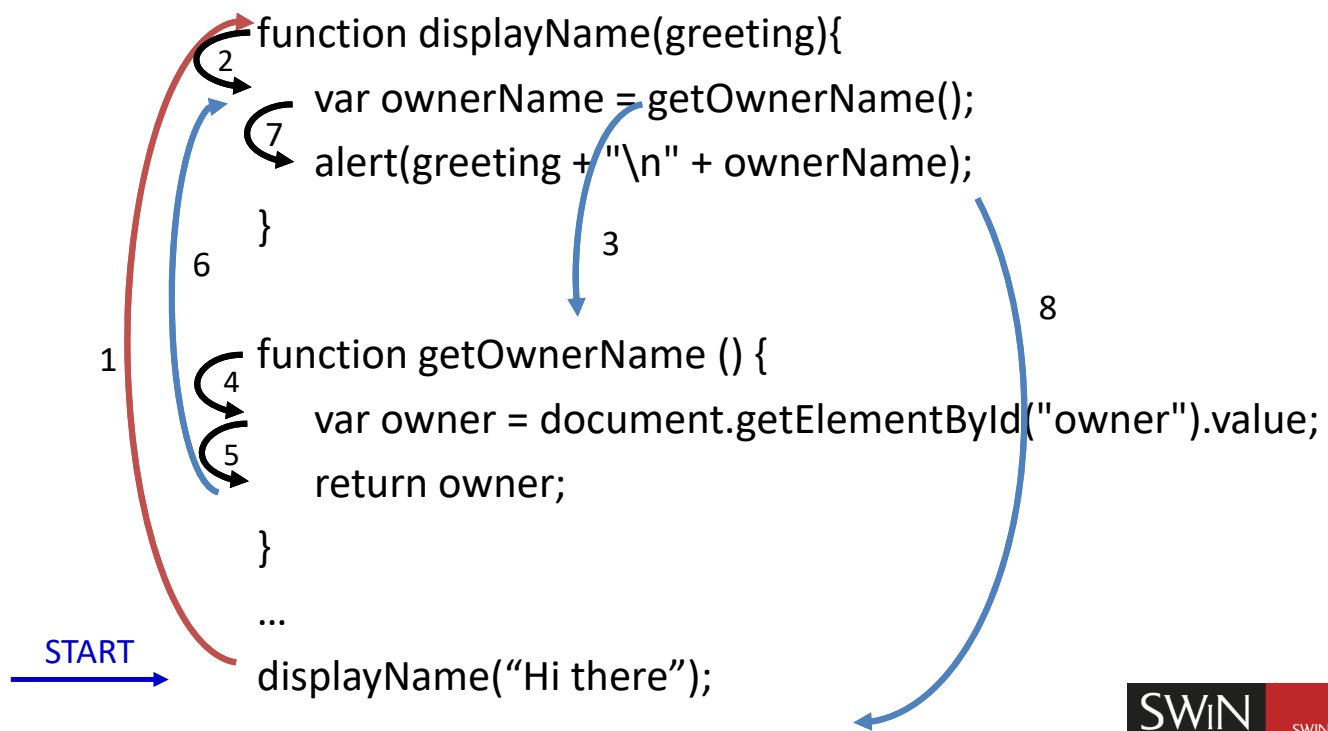 function displayName(greeting){
2
var ownerName = getOwnerName();
7
alert(greeting + "\n" + ownerName);
}
3
6
8
1
function getOwnerName () {
4
var owner = document.getElementById("owner").value;
5
return owner;
}
...
START
displayName(“Hi there”);
SWIN
SWIN